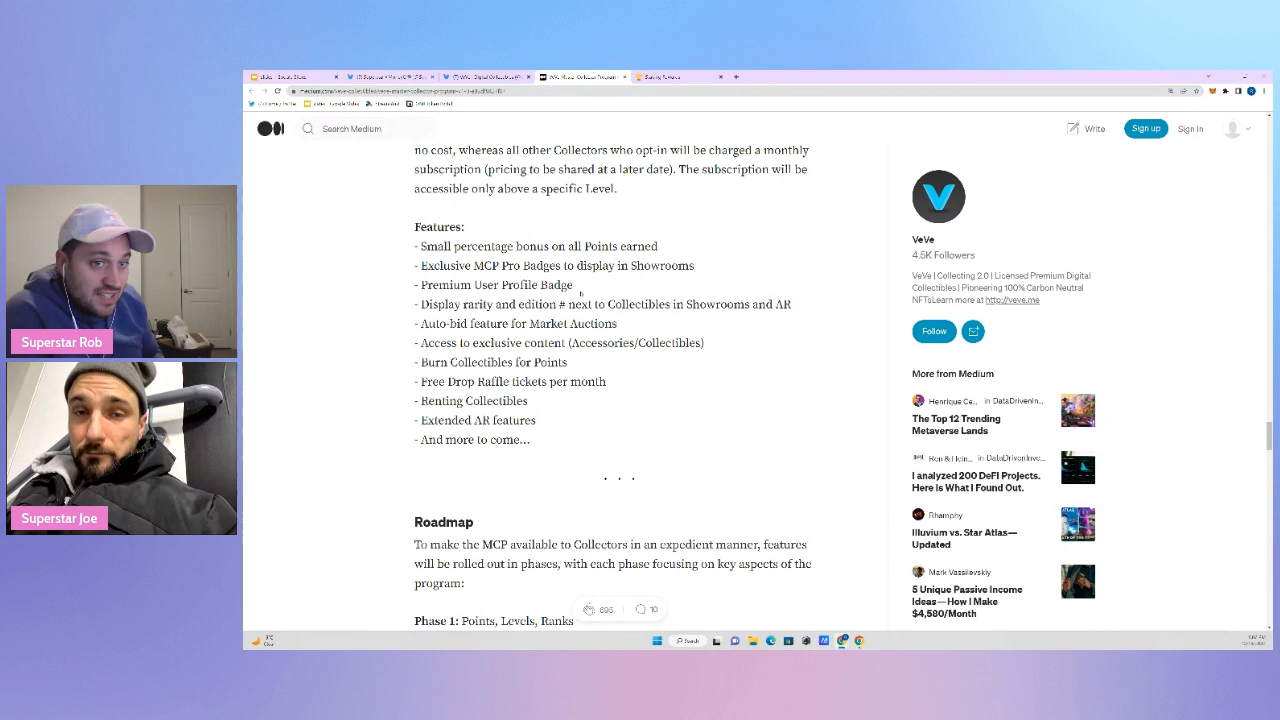 Search Medium
Write
Sign up
Sign In
no cost, whereas all other Collectors who opt-in will be charged a monthly
subscription (pricing to be shared at a later date). The subscription will be
accessible only above a specific Level.
Features:
- Small percentage bonus on all Points earned
- Exclusive MCP Pro Badges to display in Showrooms
- Premium User Profile Badge
- Display rarity and edition # next to Collectibles in Showrooms and AR
- Auto-bid feature for Market Auctions
- Access to exclusive content (Accessories/Collectibles)
- Burn Collectibles for Points
- Free Drop Raffle tickets per month
- Renting Collectibles
- Extended AR features
- And more to come...
. . .
Roadmap
To make the MCP available to Collectors in an expedient manner, features
will be rolled out in phases, with each phase focusing on key aspects of the
program:
695
10
Phase 1: Points, Levels, Ranks
VeVe
4.5K Followers
VeVe | Collecting 2.0 | Licensed Premium Digital
Collectibles | Pioneering 100% Carbon Neutral
NFTsLearn more at http://veve.me
Follow
More from Medium
Henrique Ce... in DataDrivenIn...
The Top 12 Trending
Metaverse Lands
in DataDrivenInve...
I analyzed 200 DeFi Projects.
Here Is What I Found Out.
Rhamphy
Illuvium vs. Star Atlas—
Updated
Mark Vassilevskiy
5 Unique Passive Income
Ideas — How I Make
$4,580/Month
Superstar Rob
Superstar Joe
Search